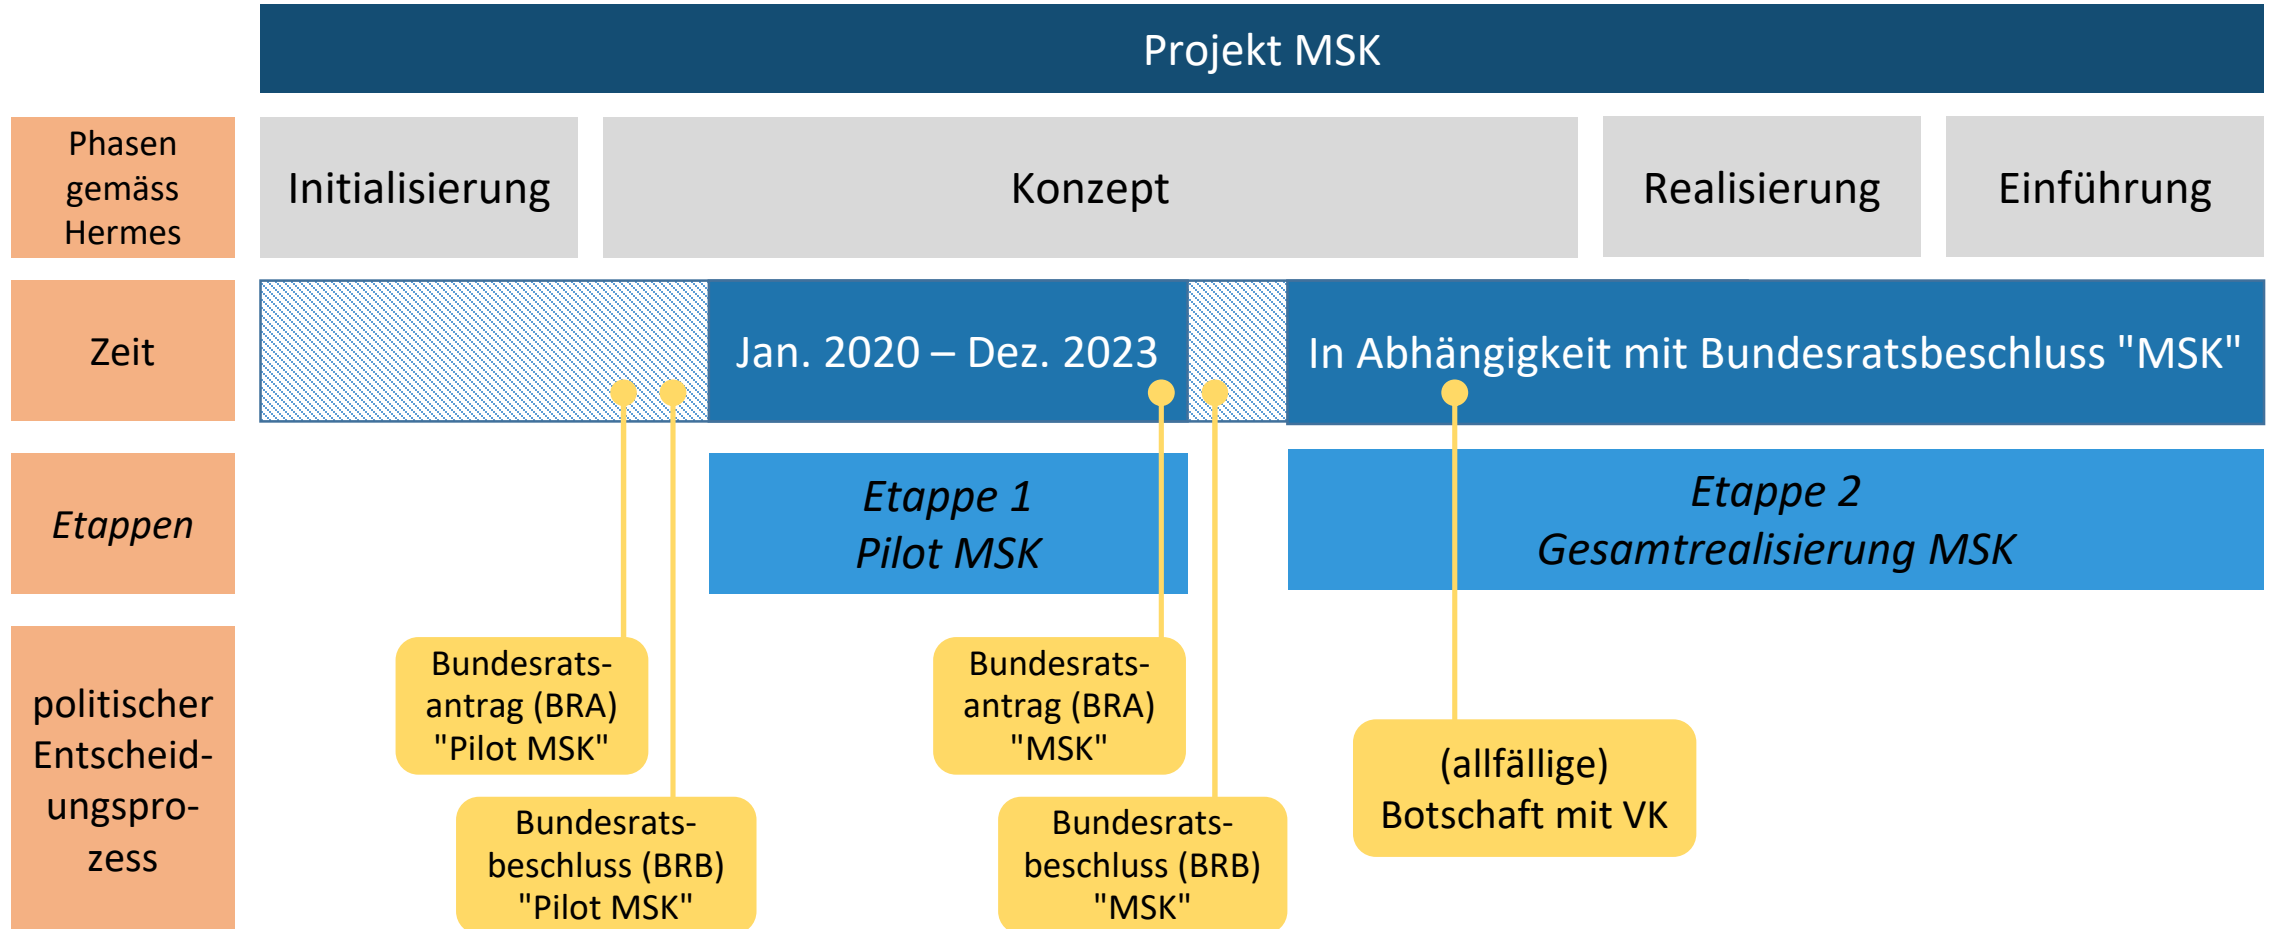 Projekt MSK
Phasen
gemäss
Hermes
Initialisierung
Konzept
Realisierung
Einführung
Zeit
Jan. 2020 – Dez. 2023
In Abhängigkeit mit Bundesratsbeschluss "MSK"
Etappen
Etappe 1
Pilot MSK
Etappe 2
Gesamtrealisierung MSK
politischer
Entscheid-
ungspro-
zess
Bundesrats-
antrag (BRA)
"Pilot MSK"
Bundesrats-
beschluss (BRB)
"Pilot MSK"
Bundesrats-
antrag (BRA)
"MSK"
Bundesrats-
beschluss (BRB)
"MSK"
(allfällige)
Botschaft mit VK